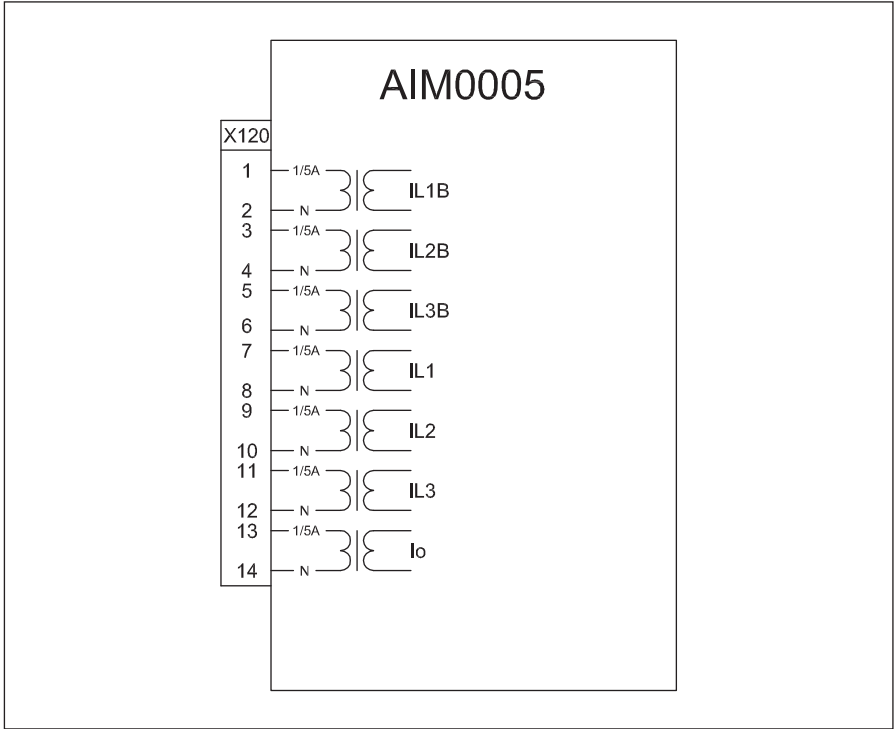 AIM0005
X120
1 1/5A
IL1B
2 N
3 1/5A
IL2B
4 N
5 1/5A
IL3B
6 N
7 1/5A
IL1
8 N
9 1/5A
IL2
10 N
11 1/5A
IL3
12 N
13 1/5A
Io
14 N